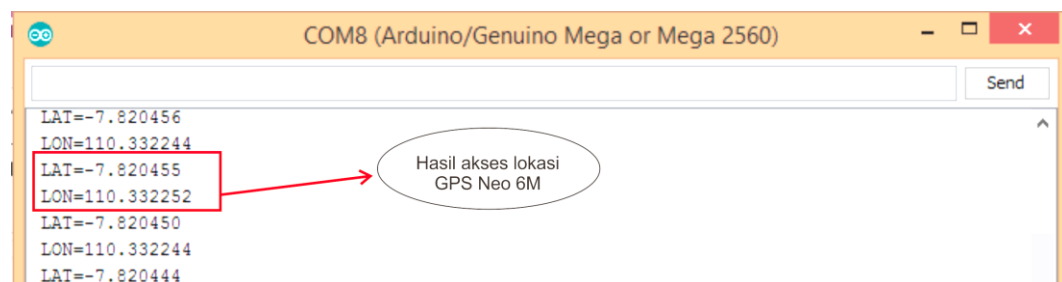 COM8 (Arduino/Genuino Mega or Mega 2560)
Send
LAT=-7.820456
LON=110.332244
LAT=-7.820455
LON=110.332252
LAT=-7.820450
LON=110.332244
LAT=-7.820444
Hasil akses lokasi
GPS Neo 6M